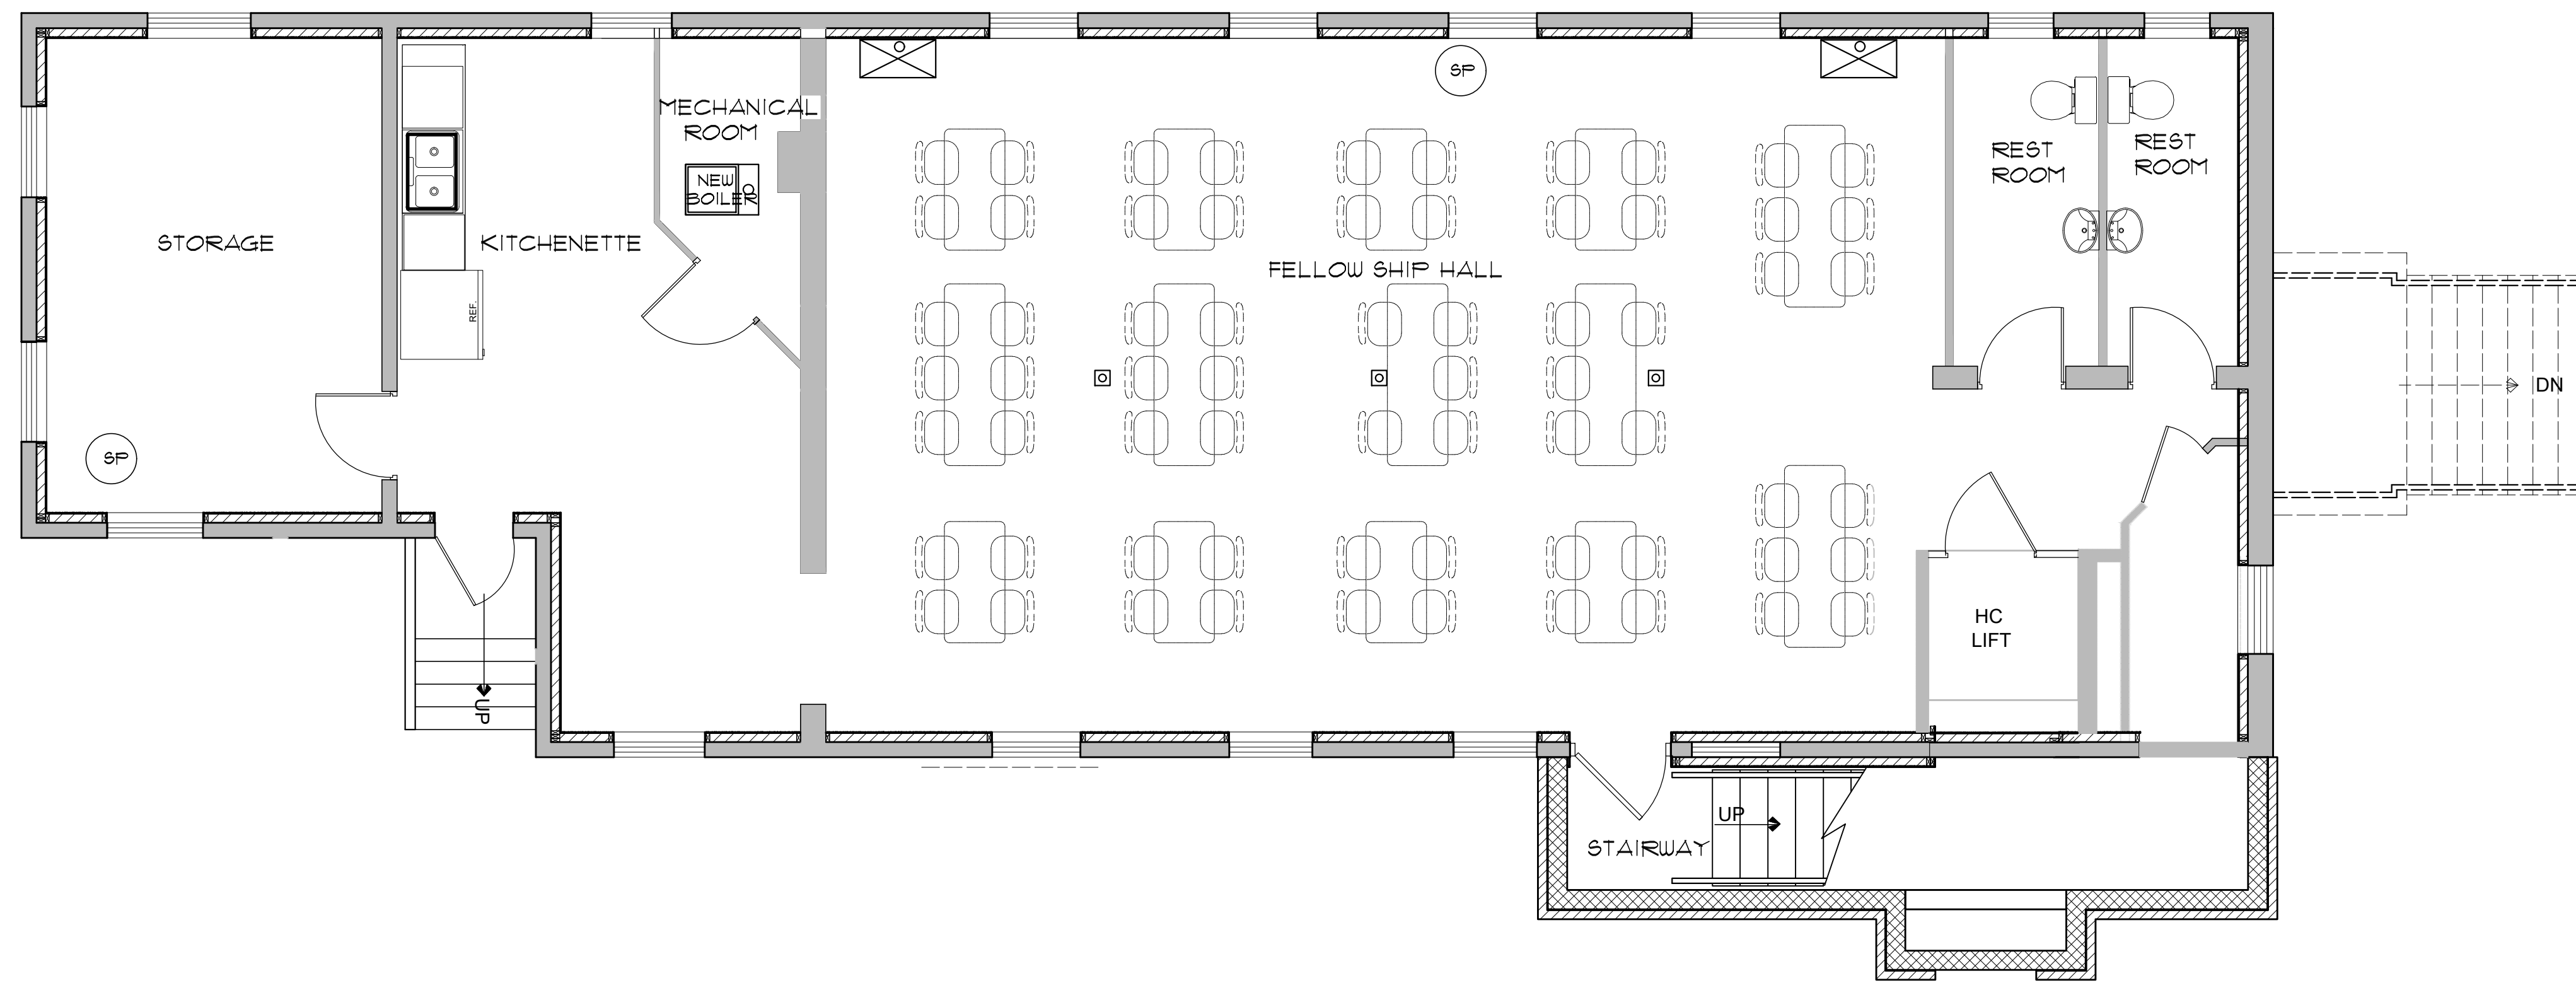 SP
MECHANICAL
ROOM
NEW
BOILER
REST
ROOM
REST
ROOM
STORAGE
KITCHENETTE
FELLOW SHIP HALL
REF.
DN
SP
HC
LIFT
UP
UP
STAIRWAY